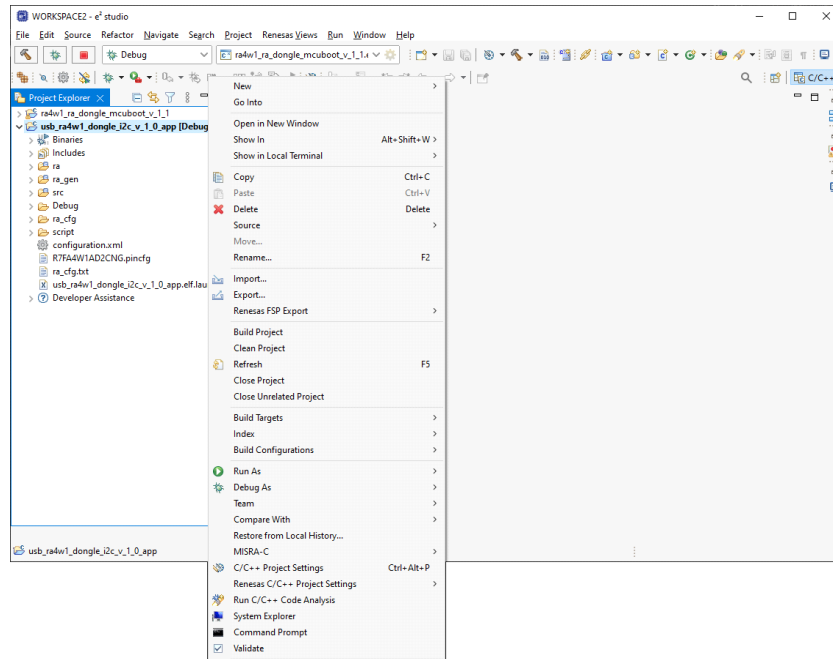 WORKSPACE2 - e² studio
File Edit Source Refactor Navigate Search Project Renesas Views Run Window Help
Debug
ra4w1_ra_dongle_mcuboot_v_1_1.
C/C++
Project Explorer
ra4w1_ra_dongle_mcuboot_v_1_1
usb_ra4w1_dongle_i2c_v_1_0_app [Debug
Binaries
Includes
ra
ra_gen
src
Debug
ra_cfg
script
configuration.xml
R7FA4W1AD2CNG.pincfg
ra_cfg.txt
usb_ra4w1_dongle_i2c_v_1_0_app.elf.lau
Developer Assistance
usb_ra4w1_dongle_i2c_v_1_0_app
New
Go Into
Open in New Window
Show In Alt+Shift+W
Show in Local Terminal
Copy Ctrl+C
Paste Ctrl+V
Delete Delete
Source
Move...
Rename... F2
Import...
Export...
Renesas FSP Export
Build Project
Clean Project
Refresh F5
Close Project
Close Unrelated Project
Build Targets
Index
Build Configurations
Run As
Debug As
Team
Compare With
Restore from Local History...
MISRA-C
C/C++ Project Settings Ctrl+Alt+P
Renesas C/C++ Project Settings
Run C/C++ Code Analysis
System Explorer
Command Prompt
Validate